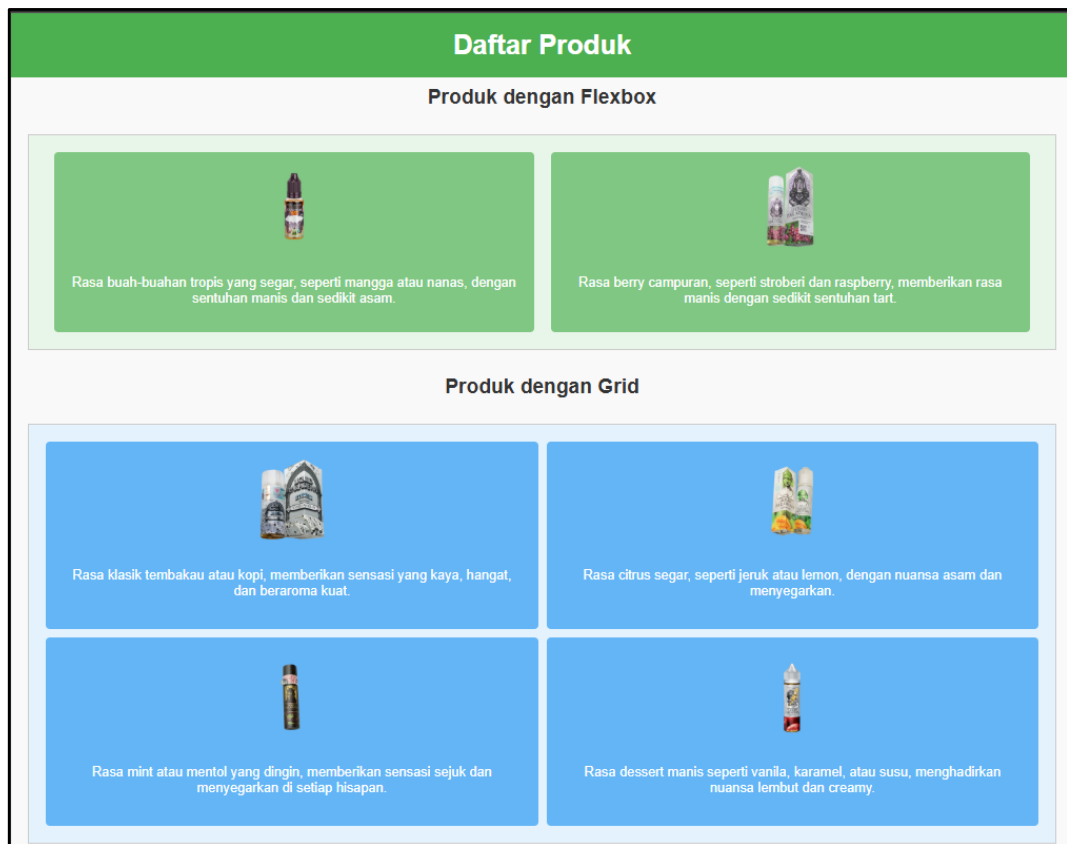 Daftar Produk
Produk dengan Flexbox
Rasa buah-buahan tropis yang segar, seperti mangga atau nanas, dengan
sentuhan manis dan sedikit asam.
Rasa berry campuran, seperti stroberi dan raspberry, memberikan rasa
manis dengan sedikit sentuhan tart.
Produk dengan Grid
Rasa klasik tembakau atau kopi, memberikan sensasi yang kaya, hangat,
dan beraroma kuat.
Rasa citrus segar, seperti jeruk atau lemon, dengan nuansa asam dan
menyegarkan.
Rasa mint atau mentol yang dingin, memberikan sensasi sejuk dan
menyegarkan di setiap hisapan.
Rasa dessert manis seperti vanila, karamel, atau susu, menghadirkan
nuansa lembut dan creamy.